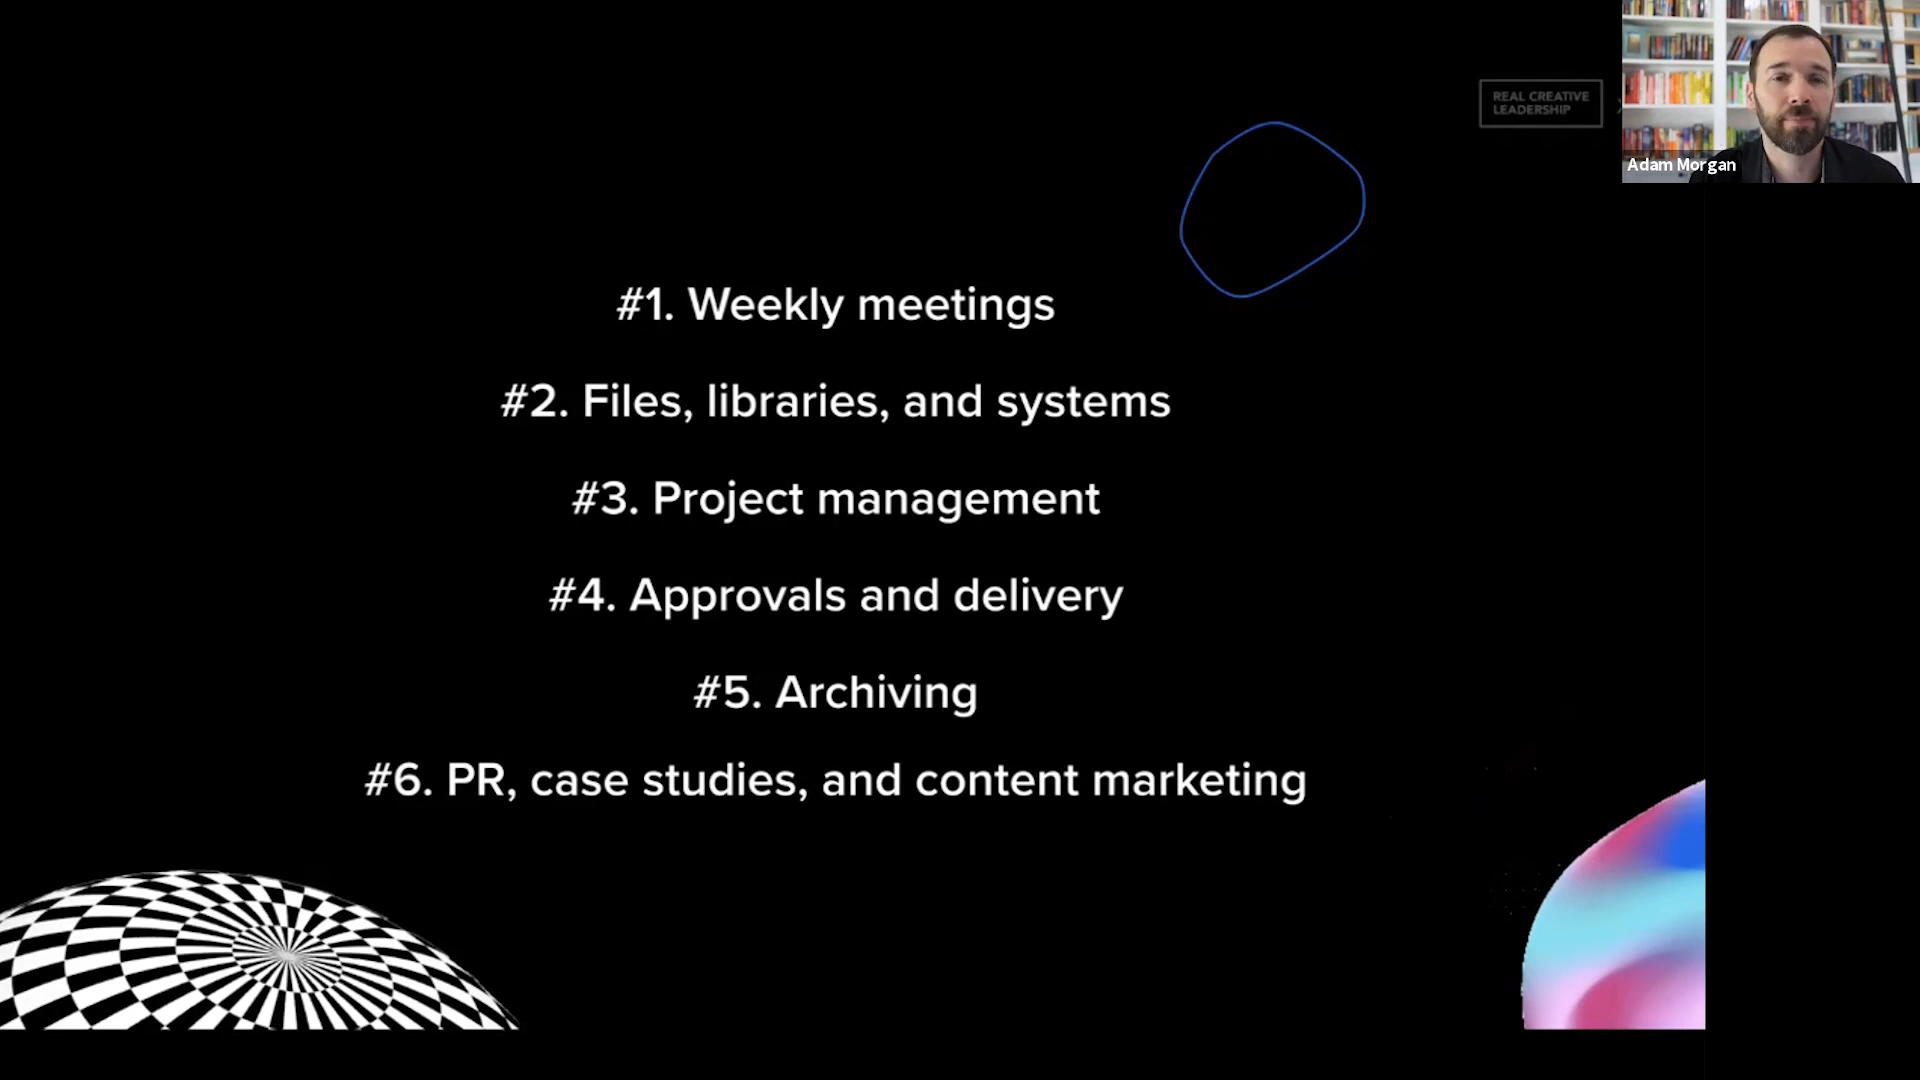 REAL CREATIVE
LEADERSHIP
Adam Morgan
#1. Weekly meetings
#2. Files, libraries, and systems
#3. Project management
#4. Approvals and delivery
#5. Archiving
#6. PR, case studies, and content marketing